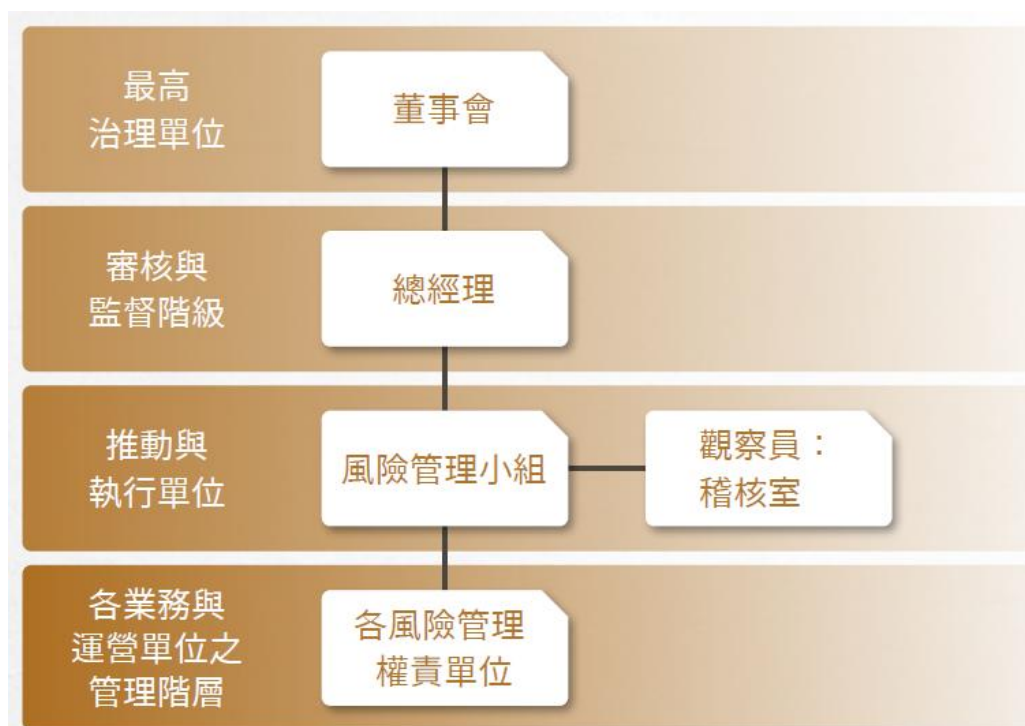 最高
治理單位
董事會
審核與
監督階級
總經理
推動與
執行單位
風險管理小組
觀察員：
稽核室
各業務與
運營單位之
管理階層
各風險管理
權責單位